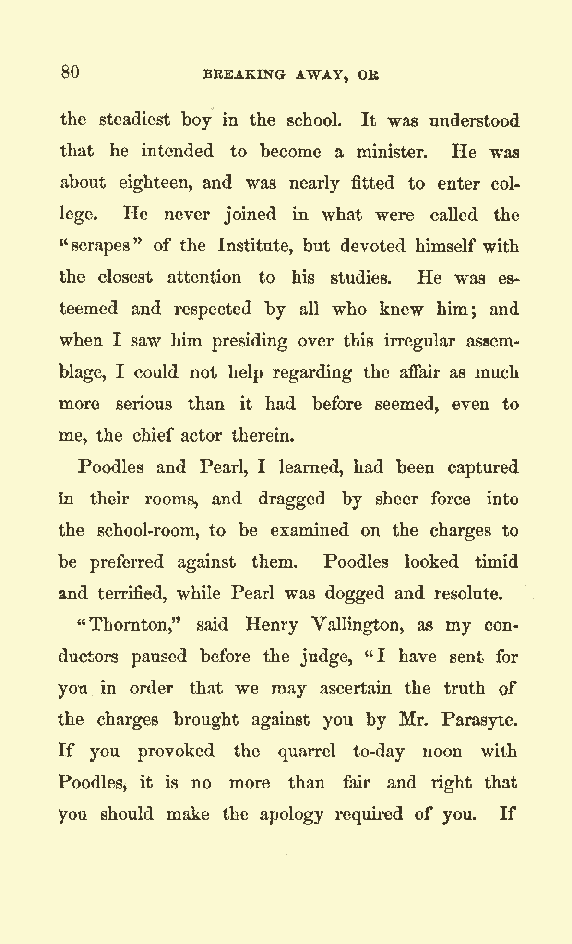 80 BREAKING AWAY, OR
the steadiest boy in the school. It was understood
that he intended to become a minister. He was
about eighteen, and was nearly fitted to enter col-
lege. He never joined in what were called the
“scrapes” of the Institute, but devoted himself with
the closest attention to his studies. He was es-
teemed and respected by all who knew him; and
when I saw him presiding over this irregular assem-
blage, I could not help regarding the affair as much
more serious than it had before seemed, even to
me, the chief actor therein.
Poodles and Pearl, I learned, had been captured
in their rooms, and dragged by sheer force into
the school-room, to be examined on the charges to
be preferred against them. Poodles looked timid
and terrified, while Pearl was dogged and resolute.
“Thornton,” said Henry Vallington, as my con-
ductors paused before the judge, “I have sent for
you in order that we may ascertain the truth of
the charges brought against you by Mr. Parasyte.
If you provoked the quarrel to-day noon with
Poodles, it is no more than fair and right that
you should make the apology required of you. If